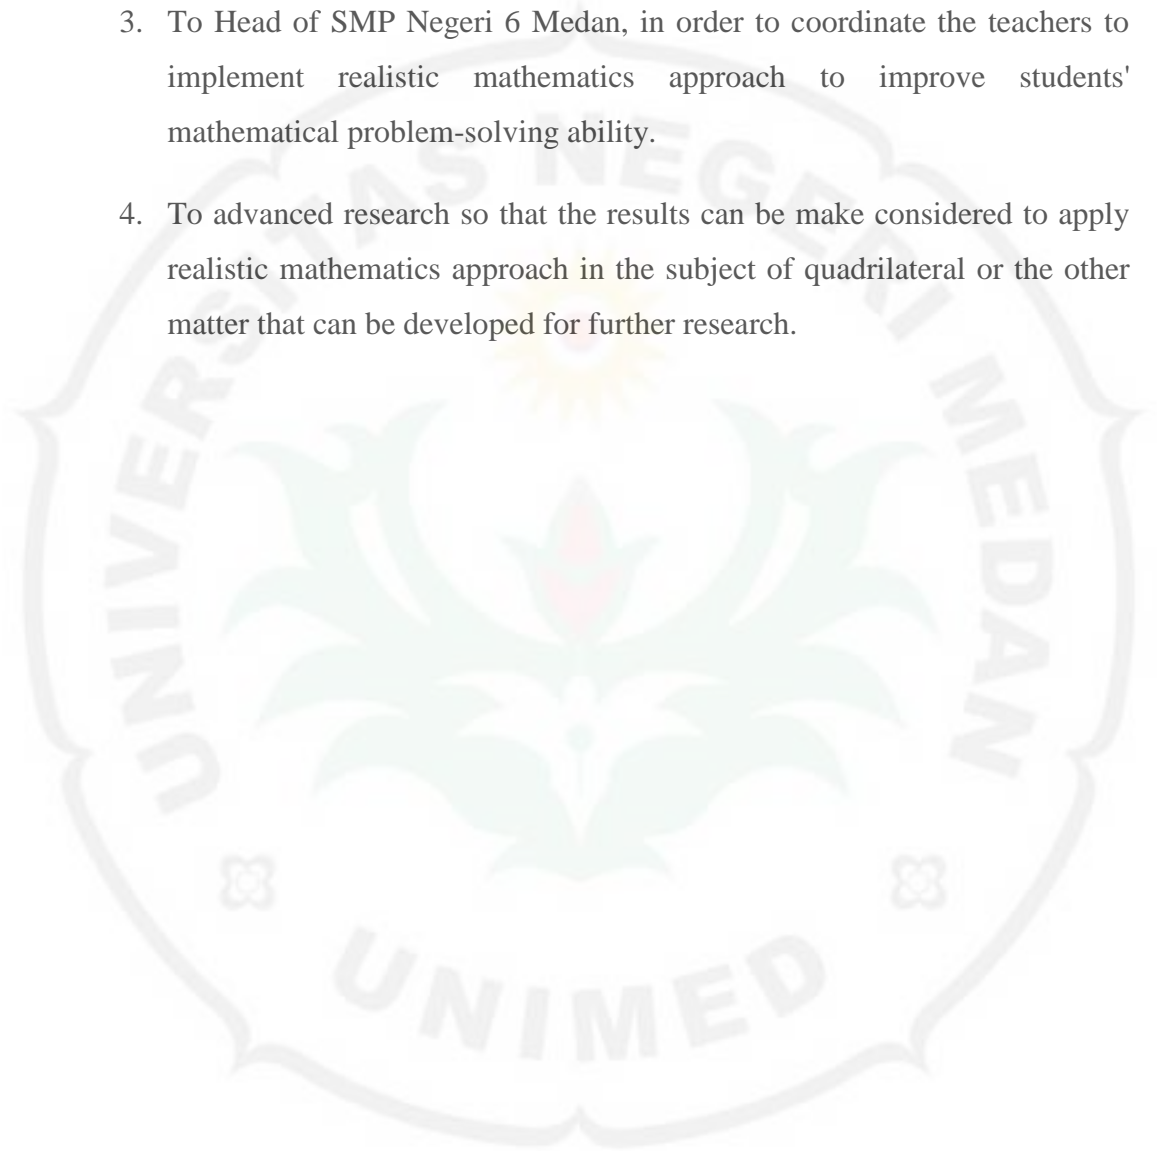 3. To Head of SMP Negeri 6 Medan, in order to coordinate the teachers to
implement realistic mathematics approach to improve students'
mathematical problem-solving ability.
4. To advanced research so that the results can be make considered to apply
realistic mathematics approach in the subject of quadrilateral or the other
matter that can be developed for further research.
UNIVERSITAS NEGERI MEDAN
UNIMED